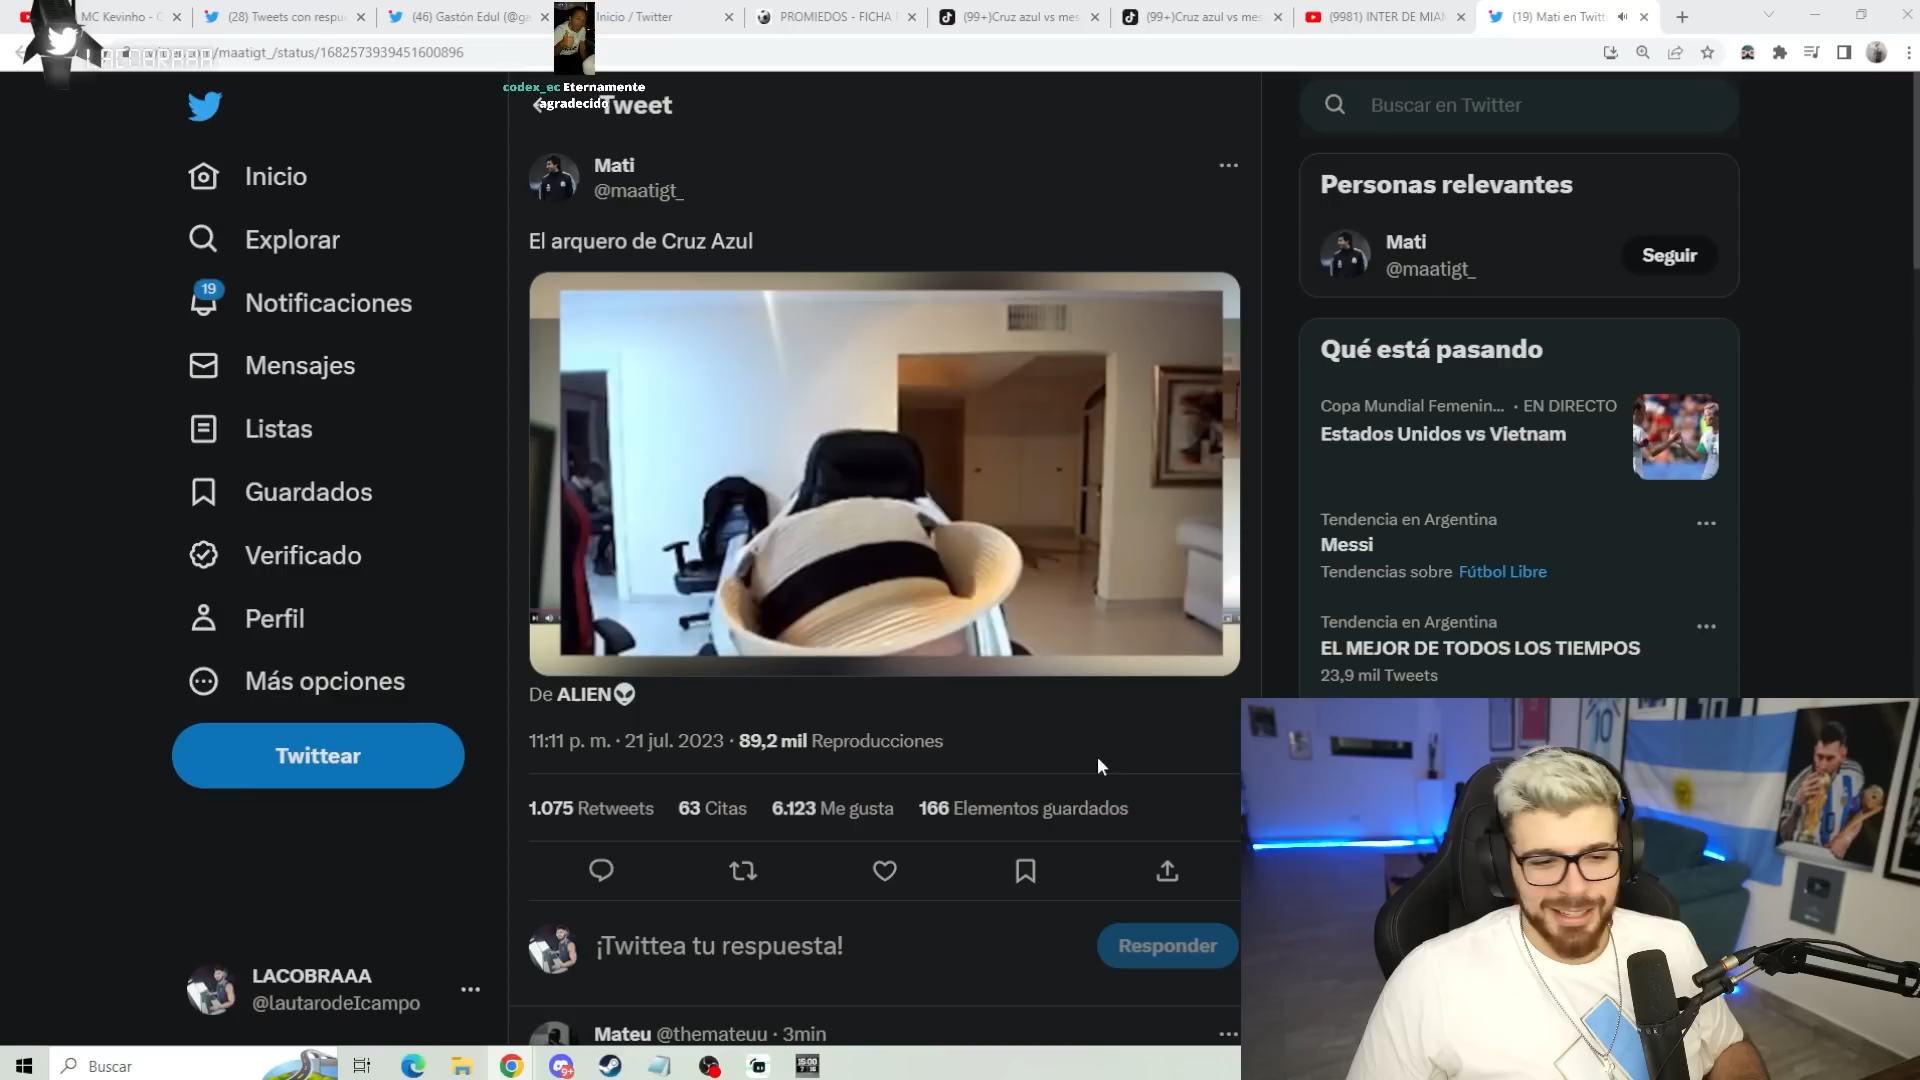 MC Kevinho - 
(28) Tweets con respu
(46) Gastón Edul (@ga
Inicio / Twitter
PROMIEDOS - FICHA
(99+)Cruz azul vs mes
(99+)Cruz azul vs mes
(9981) INTER DE MIAM
(19) Mati en Twitt
/maatigt_/status/1682573939451600896
LACOBRAAA
codex_ec Eternamente
agradecido
Tweet
Buscar en Twitter
Inicio
Explorar
19
Notificaciones
Mensajes
Listas
Guardados
Verificado
Perfil
Más opciones
Twittear
LACOBRAAA
@lautarodeIcampo
Mati
@maatigt_
El arquero de Cruz Azul
De ALIEN👽
11:11 p. m. · 21 jul. 2023 · 89,2 mil Reproducciones
1.075 Retweets 63 Citas 6.123 Me gusta 166 Elementos guardados
¡Twittea tu respuesta!
Responder
Mateu @themateuu · 3min
Personas relevantes
Mati
@maatigt_
Seguir
Qué está pasando
Copa Mundial Femenin... · EN DIRECTO
Estados Unidos vs Vietnam
Tendencia en Argentina
Messi
Tendencias sobre Fútbol Libre
Tendencia en Argentina
EL MEJOR DE TODOS LOS TIEMPOS
23,9 mil Tweets
10
Buscar
9+